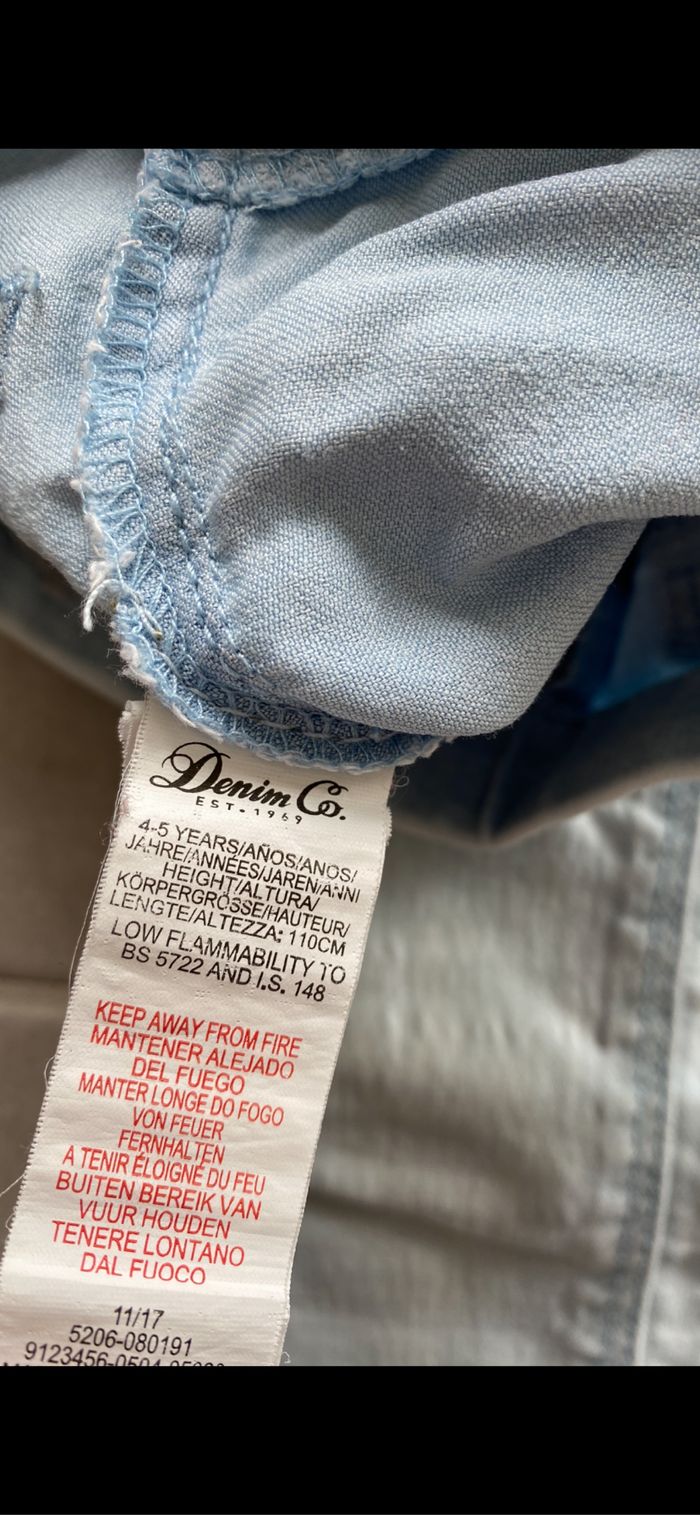 Denim Co.
EST-1969
4-5 YEARS/AÑOS/ANOS/
JAHRE/ANNÉES/JAREN/ANNI
HEIGHT/ALTURA/
KÖRPERGRÖSSE/HAUTEUR/
LENGTE/ALTEZZA: 110CM
LOW FLAMMABILITY TO
BS 5722 AND I.S. 148
KEEP AWAY FROM FIRE
MANTENER ALEJADO
DEL FUEGO
MANTER LONGE DO FOGO
VON FEUER
FERNHALTEN
A TENIR ÉLOIGNÉ DU FEU
BUITEN BEREIK VAN
VUUR HOUDEN
TENERE LONTANO
DAL FUOCO
11/17
5206-080191